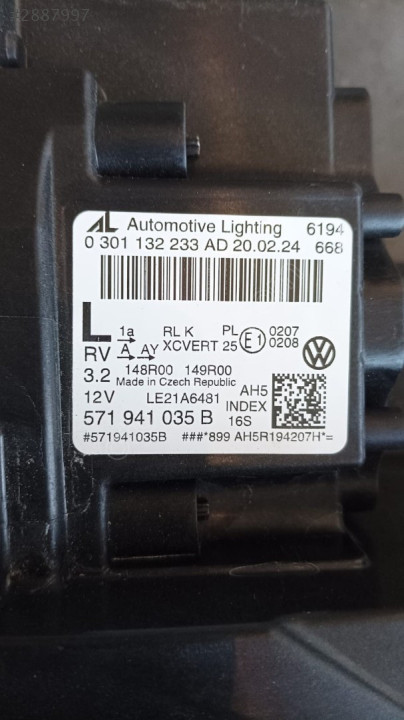 AL Automotive Lighting 6194
0 301 132 233 AD 20.02.24 668
L 1a RL K PL 0207
RV A AY XCVERT 25 E1 0208
3.2 148R00 149R00
Made in Czech Republic
12V LE21A6481 AH5
571 941 035 B INDEX
16S
#571941035B ###*899 AH5R194207H*=